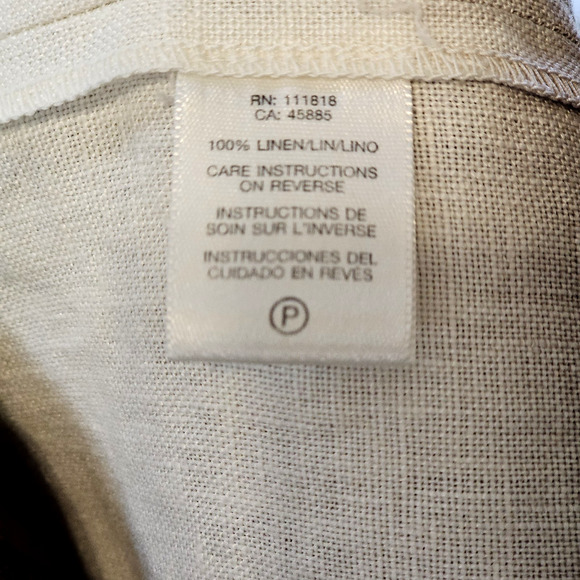 RN: 111818
CA: 45885
100% LINEN/LIN/LINO
CARE INSTRUCTIONS
ON REVERSE
INSTRUCTIONS DE
SOIN SUR L'INVERSE
INSTRUCCIONES DEL
CUIDADO EN REVÉS
P